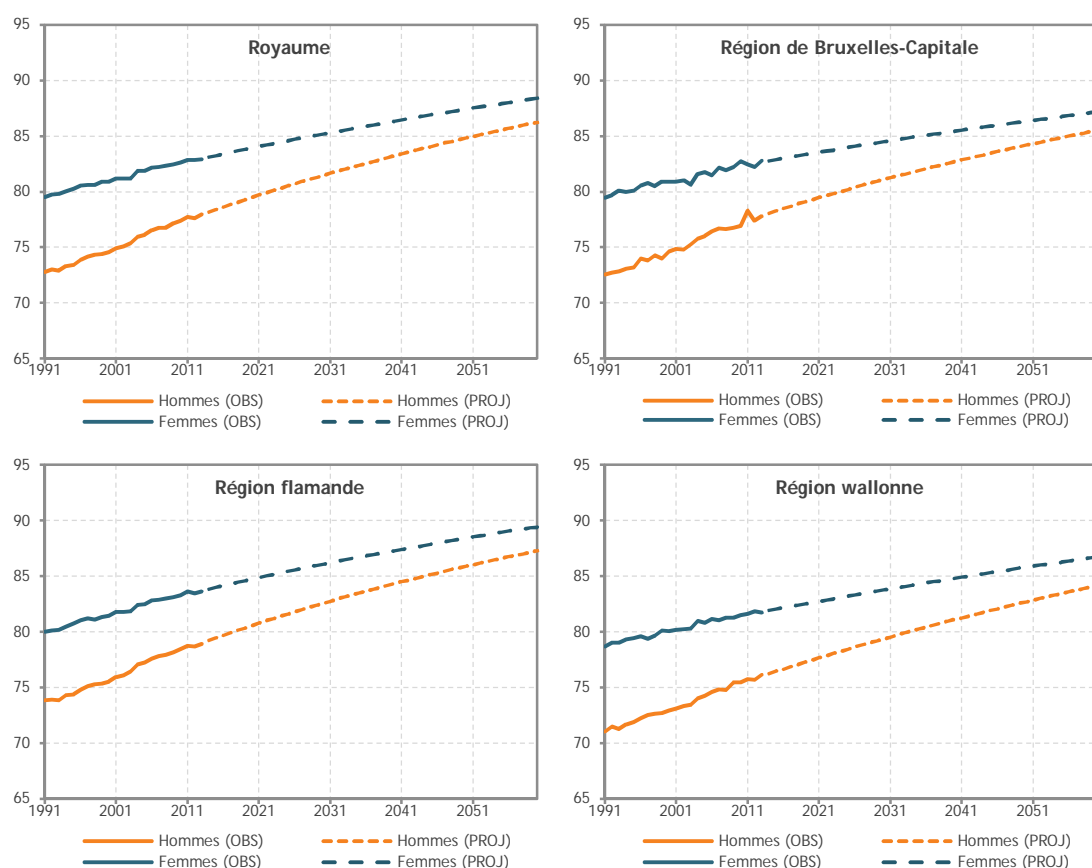 Royaume
95
90
85
80
75
70
65
1991 2001 2011 2021 2031 2041 2051
Hommes (OBS) Hommes (PROJ)
Femmes (OBS) Femmes (PROJ)
Région de Bruxelles-Capitale
95
90
85
80
75
70
65
1991 2001 2011 2021 2031 2041 2051
Hommes (OBS) Hommes (PROJ)
Femmes (OBS) Femmes (PROJ)
Région flamande
95
90
85
80
75
70
65
1991 2001 2011 2021 2031 2041 2051
Hommes (OBS) Hommes (PROJ)
Femmes (OBS) Femmes (PROJ)
Région wallonne
95
90
85
80
75
70
65
1991 2001 2011 2021 2031 2041 2051
Hommes (OBS) Hommes (PROJ)
Femmes (OBS) Femmes (PROJ)